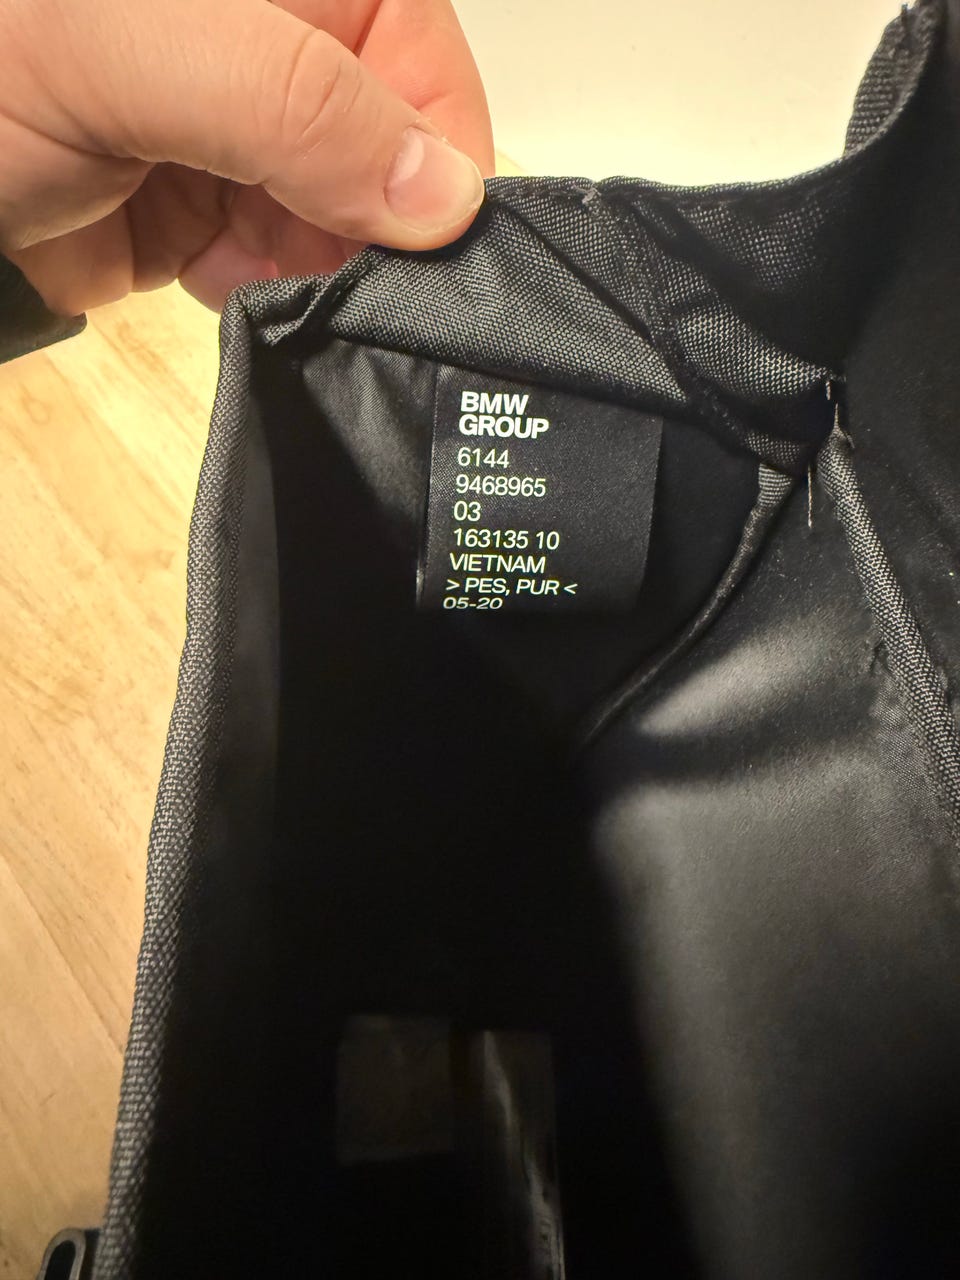 BMW
GROUP
6144
9468965
03
163135 10
VIETNAM
> PES, PUR <
05-20